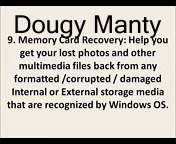 Dougy Manty
9. Memory Card Recovery: Help you
get your lost photos and other
multimedia files back from any
formatted /corrupted / damaged
Internal or External storage media
that are recognized by Windows OS.